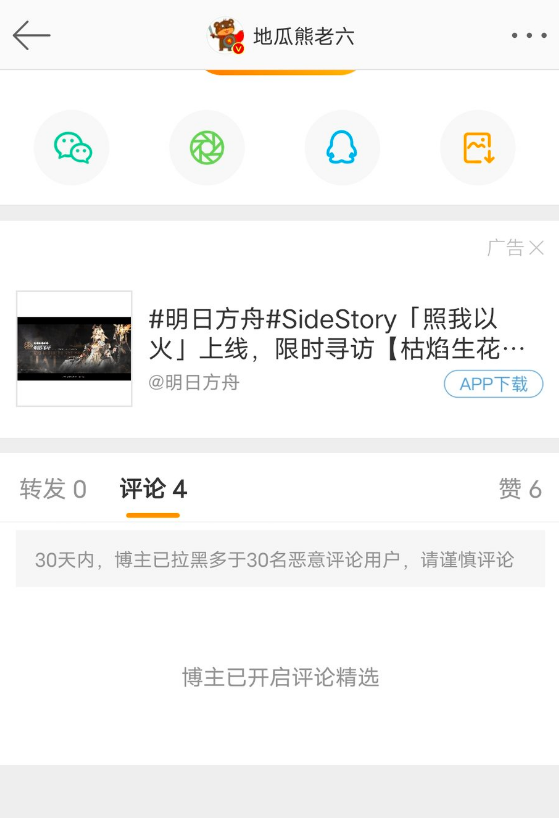 地瓜熊老六
广告
#明日方舟#SideStory「照我以
火」上线，限时寻访【枯焰生花…
@明日方舟
APP下载
转发 0
评论 4
赞 6
30天内，博主已拉黑多于30名恶意评论用户，请谨慎评论
博主已开启评论精选